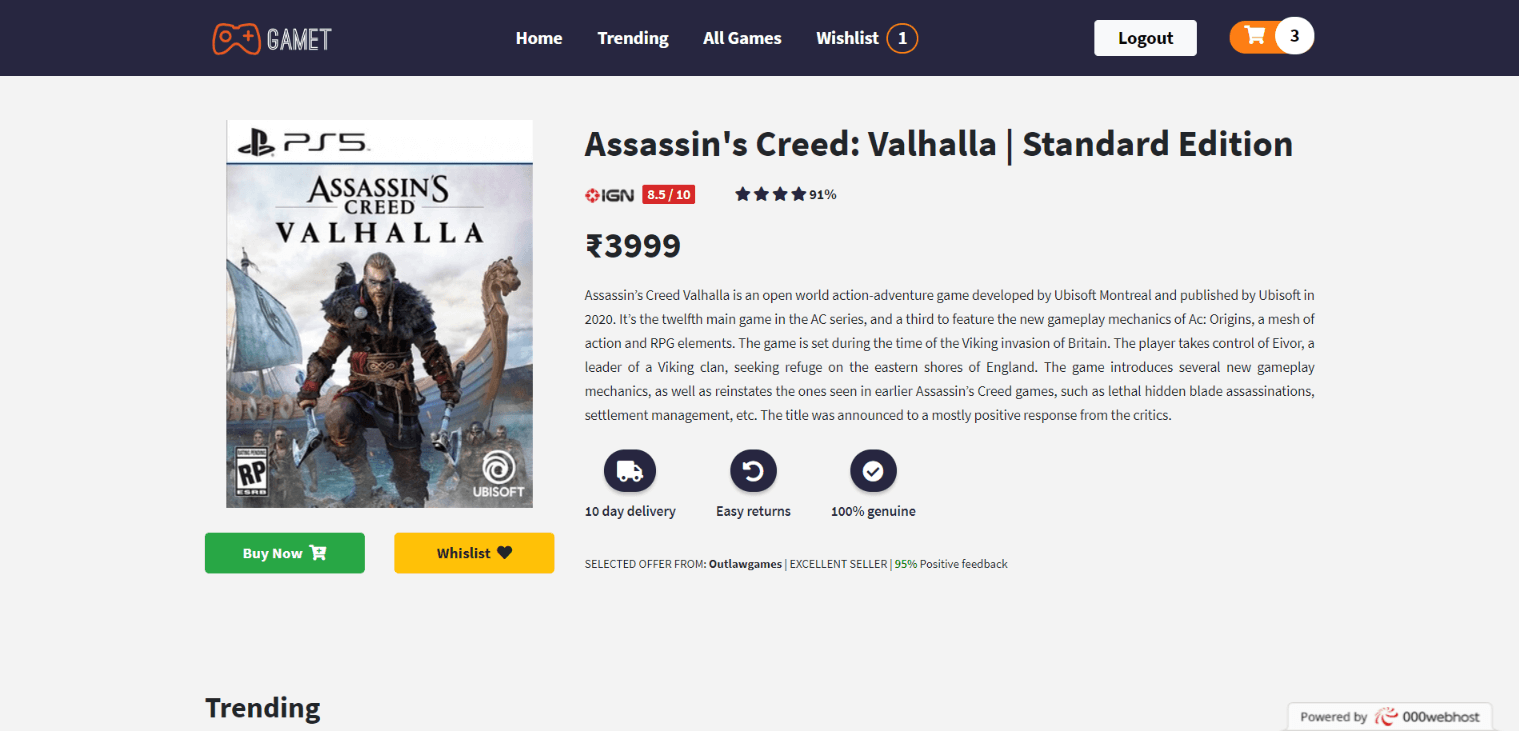 GAMET
Home
Trending
All Games
Wishlist 1
Logout
3
PS5
ASSASSIN'S
CREED
VALHALLA
RATING PENDING
RP
ESRB
UBISOFT
Buy Now
Whislist
Assassin's Creed: Valhalla | Standard Edition
IGN 8.5 / 10 91%
₹3999
Assassin’s Creed Valhalla is an open world action-adventure game developed by Ubisoft Montreal and published by Ubisoft in
2020. It’s the twelfth main game in the AC series, and a third to feature the new gameplay mechanics of Ac: Origins, a mesh of
action and RPG elements. The game is set during the time of the Viking invasion of Britain. The player takes control of Eivor, a
leader of a Viking clan, seeking refuge on the eastern shores of England. The game introduces several new gameplay
mechanics, as well as reinstates the ones seen in earlier Assassin’s Creed games, such as lethal hidden blade assassinations,
settlement management, etc. The title was announced to a mostly positive response from the critics.
10 day delivery
Easy returns
100% genuine
SELECTED OFFER FROM: Outlawgames | EXCELLENT SELLER | 95% Positive feedback
Trending
Powered by 000webhost